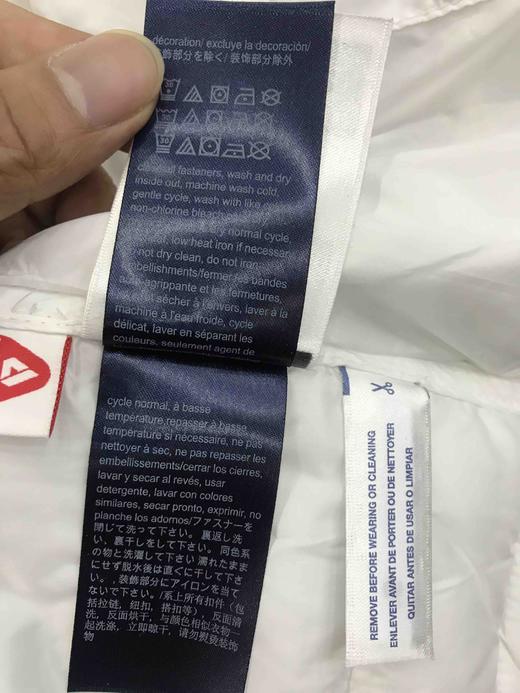 décoration/ excluye la decoración/
装飾部分を除く/ 装饰部分除外
fasteners, wash and dry
inside out, machine wash cold,
gentle cycle, wash with like
non-chlorine bleach
dry normal cycle,
low heat iron if necessary
not dry clean, do not iron
embellishments/fermer les bandes
auto-agrippante et les fermetures,
et sécher à l'envers, laver à la
machine à l'eau froide, cycle
délicat, laver en séparant les
couleurs, seulement agent de
cycle normal, à basse
température,repasser à basse
température si nécessaire, ne pas
nettoyer à sec, ne pas repasser les
embellissements/cerrar los cierres,
lavar y secar al revés, usar
detergente, lavar con colores
similares, secar pronto, exprimir, no
planche los adornos/ファスナーを
閉じて洗って下さい。裏返し洗
い、裏干しをして下さい。同色系
の物と洗濯して下さい 濡れたまま
にせず脱水後は直ぐに干して下さ
い。,装飾部分にアイロンを当て
ないで下さい。/系上所有扣件（包
括拉链，纽扣，搭扣等），反面清
洗，反面烘干，与颜色相似衣物一
起洗涤，立即晾干，请勿熨烫装饰
物
REMOVE BEFORE WEARING OR CLEANING
ENLEVER AVANT DE PORTER OU DE NETTOYER
QUITAR ANTES DE USAR O LIMPIAR